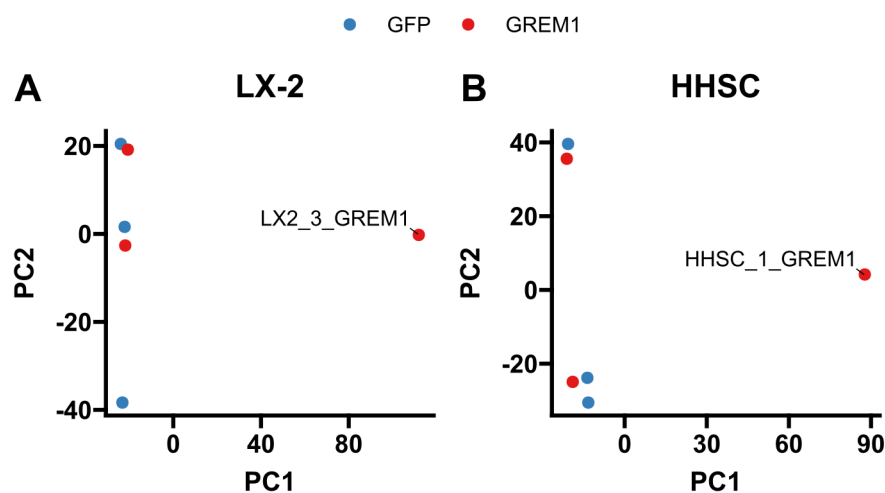 GFP GREM1
A LX-2
20
0
-20
-40
PC2
LX2_3_GREM1
0 40 80
PC1
B HHSC
40
20
0
-20
PC2
HHSC_1_GREM1
0 30 60 90
PC1